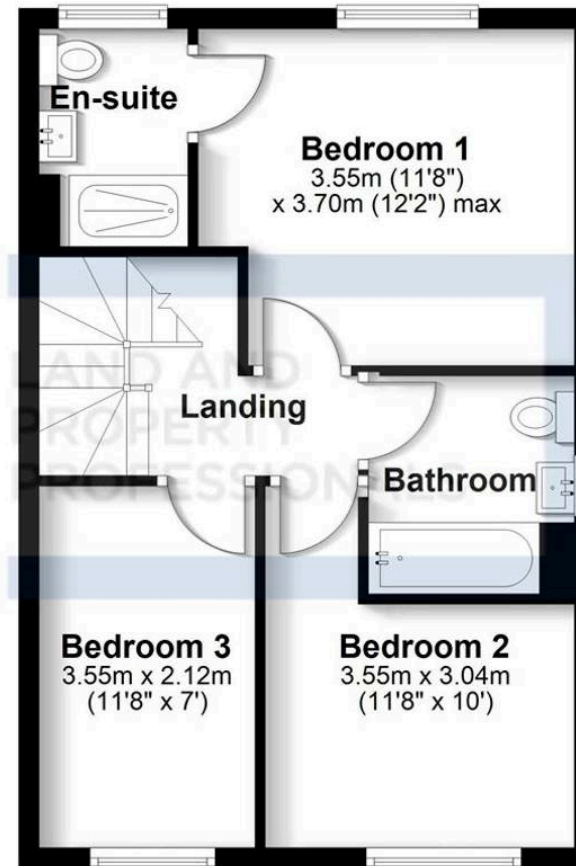 En-suite
Bedroom 1
3.55m (11'8")
x 3.70m (12'2") max
LAND AND
PROPERTY
PROFESSIONALS
Landing
Bathroom
Bedroom 3
3.55m x 2.12m
(11'8" x 7')
Bedroom 2
3.55m x 3.04m
(11'8" x 10')